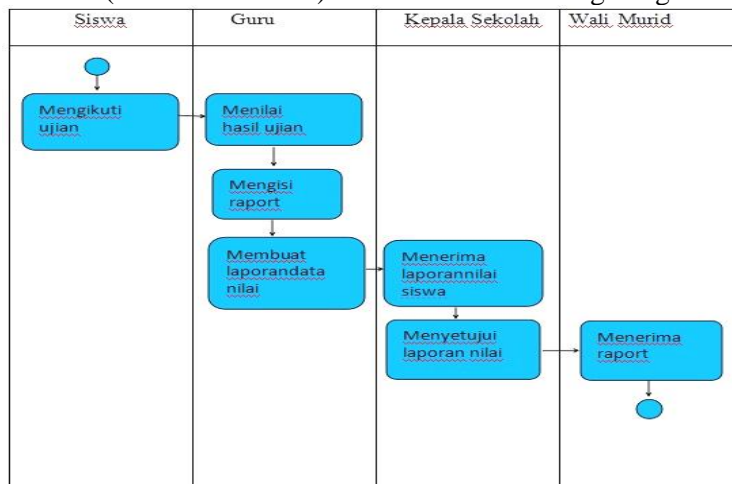 Siswa
Guru
Kepala Sekolah
Wali Murid
Mengikuti
ujian
Menilai
hasil ujian
Mengisi
raport
Membuat
laporandata
nilai
Menerima
laporannilai
siswa
Menyetujui
laporan nilai
Menerima
raport